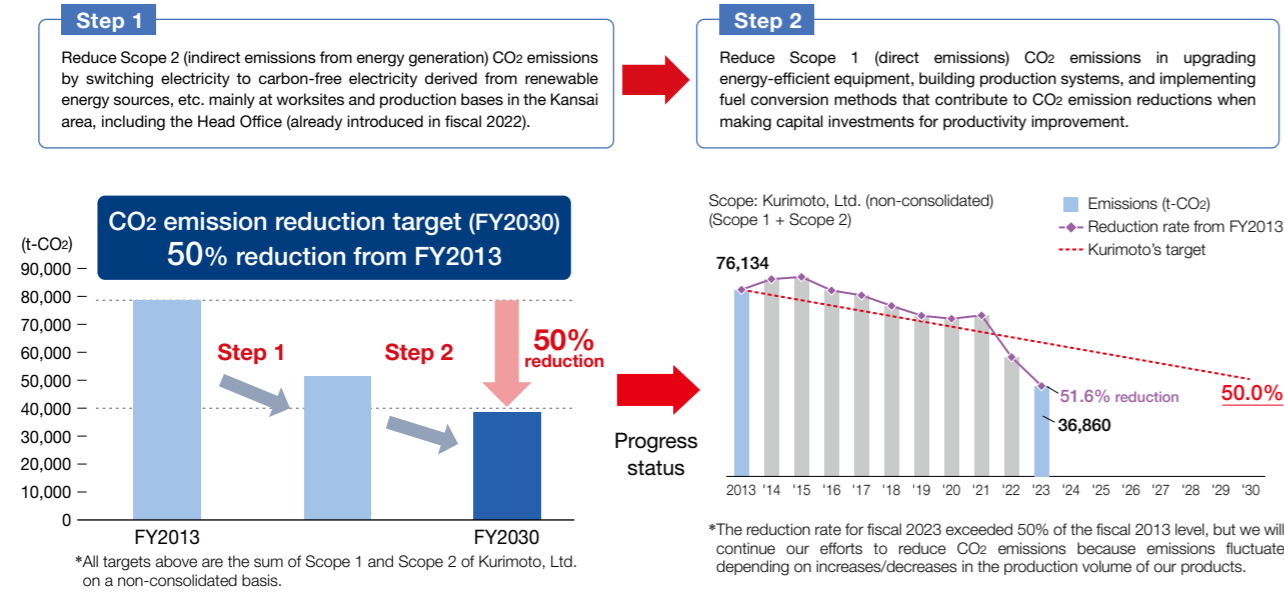 Step 1
Reduce Scope 2 (indirect emissions from energy generation) CO2 emissions
by switching electricity to carbon-free electricity derived from renewable
energy sources, etc. mainly at worksites and production bases in the Kansai
area, including the Head Office (already introduced in fiscal 2022).
Step 2
Reduce Scope 1 (direct emissions) CO2 emissions in upgrading
energy-efficient equipment, building production systems, and implementing
fuel conversion methods that contribute to CO2 emission reductions when
making capital investments for productivity improvement.
CO2 emission reduction target (FY2030)
50% reduction from FY2013
(t-CO2)
90,000
80,000
70,000
60,000
50,000
40,000
30,000
20,000
10,000
0
Step 1
Step 2
50%
reduction
FY2013
FY2030
*All targets above are the sum of Scope 1 and Scope 2 of Kurimoto, Ltd.
on a non-consolidated basis.
Progress
status
Scope: Kurimoto, Ltd. (non-consolidated)
(Scope 1 + Scope 2)
Emissions (t-CO2)
Reduction rate from FY2013
Kurimoto's target
76,134
51.6% reduction
36,860
50.0%
2013 '14 '15 '16 '17 '18 '19 '20 '21 '22 '23 '24 '25 '26 '27 '28 '29 '30
*The reduction rate for fiscal 2023 exceeded 50% of the fiscal 2013 level, but we will
continue our efforts to reduce CO2 emissions because emissions fluctuate
depending on increases/decreases in the production volume of our products.